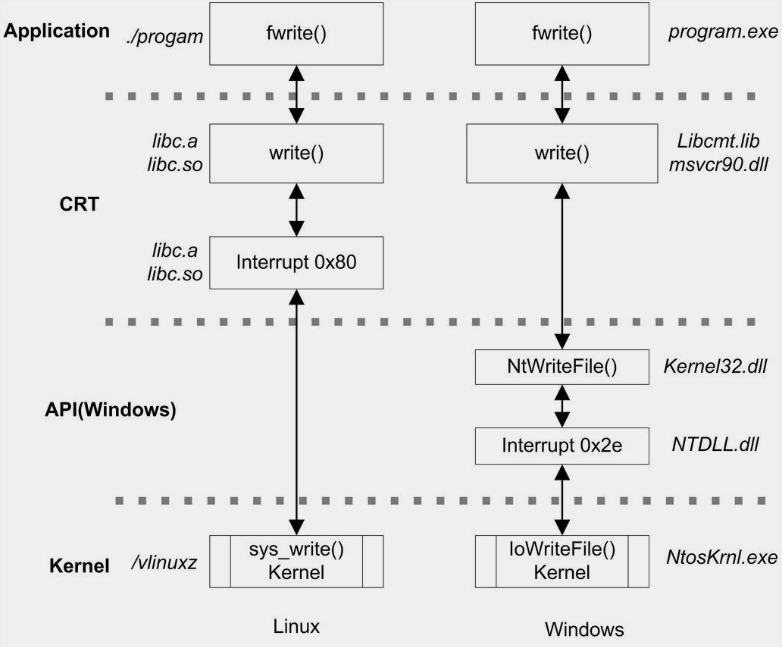 Application
./progam
fwrite()
fwrite()
program.exe
libc.a
libc.so
write()
write()
Libcmt.lib
msvcr90.dll
CRT
libc.a
libc.so
Interrupt 0x80
NtWriteFile()
Kernel32.dll
API(Windows)
Interrupt 0x2e
NTDLL.dll
Kernel
/vlinuxz
sys_write()
Kernel
IoWriteFile()
Kernel
NtosKrnl.exe
Linux
Windows